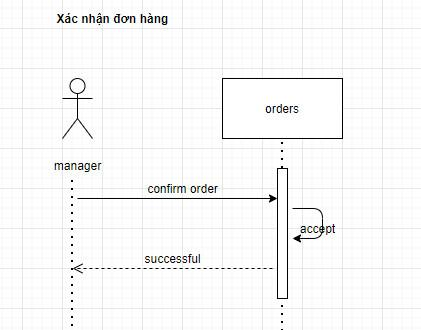 Xác nhận đơn hàng
orders
manager
confirm order
accept
successful